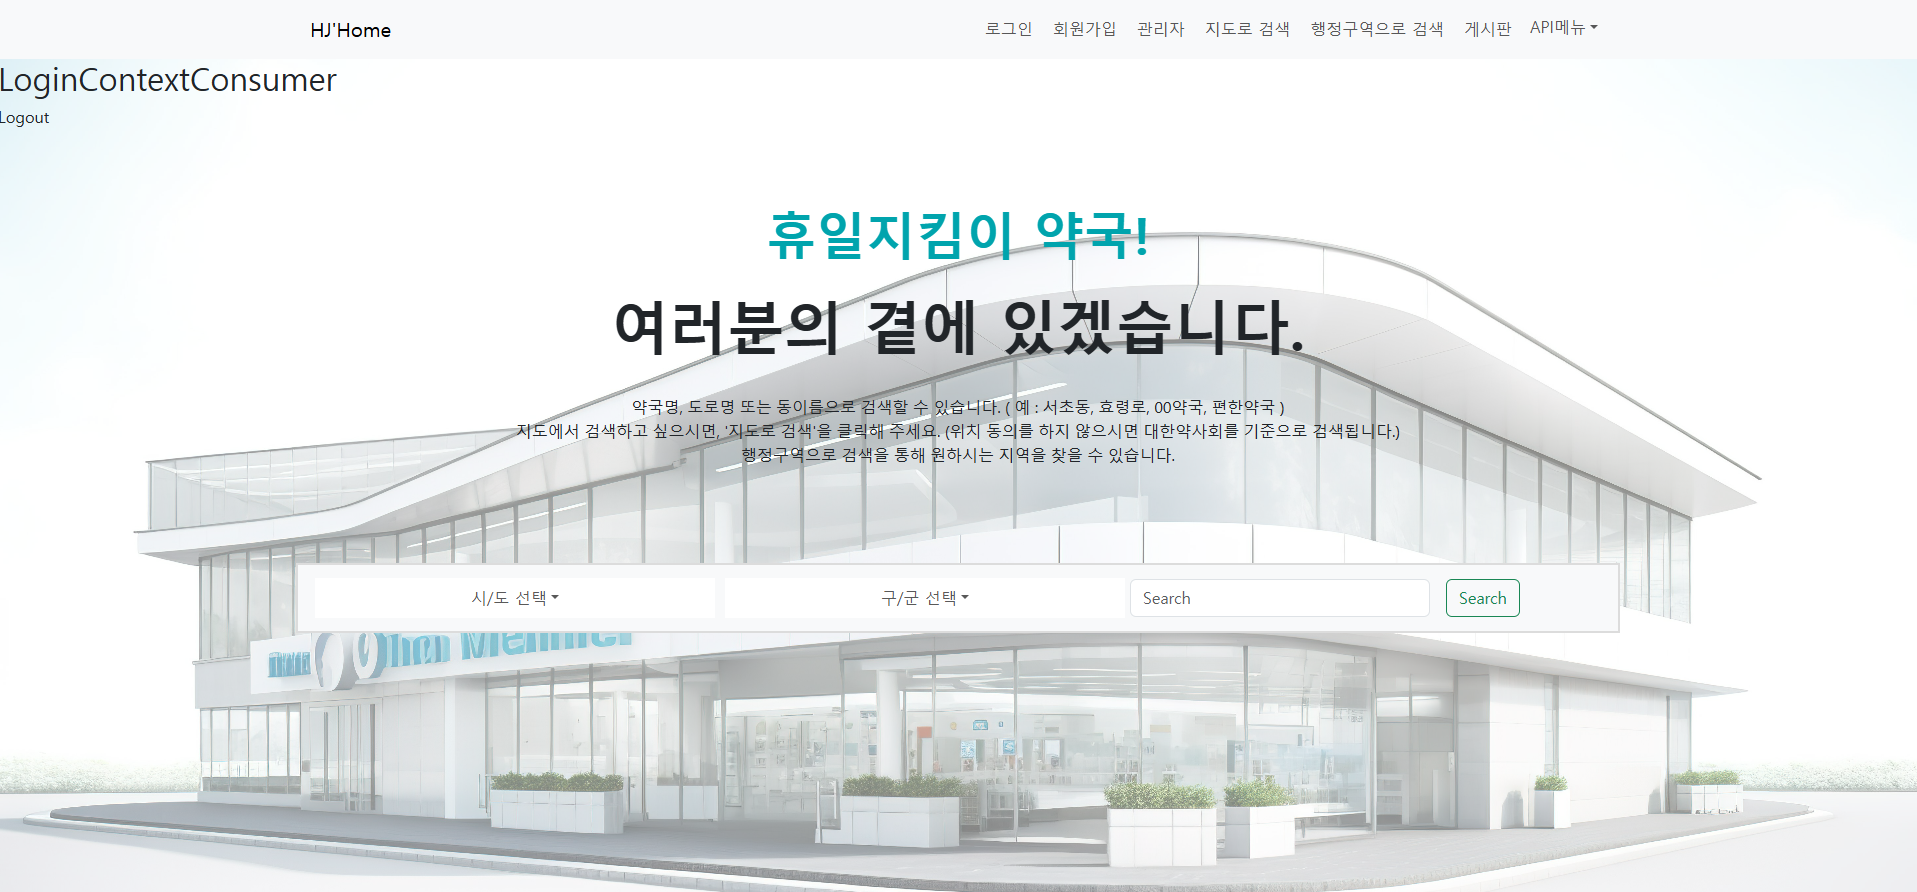 HJ'Home 로그인 회원가입 관리자 지도로 검색 행정구역으로 검색 게시판 API메뉴
LoginContextConsumer
Logout
휴일지킴이 약국!
여러분의 곁에 있겠습니다.
약국명, 도로명 또는 동이름으로 검색할 수 있습니다. ( 예 : 서초동, 효령로, 00약국, 편한약국 )
지도에서 검색하고 싶으시면, '지도로 검색'을 클릭해 주세요. (위치 동의를 하지 않으시면 대한약사회를 기준으로 검색됩니다.)
행정구역으로 검색을 통해 원하시는 지역을 찾을 수 있습니다.
시/도 선택 구/군 선택 Search Search